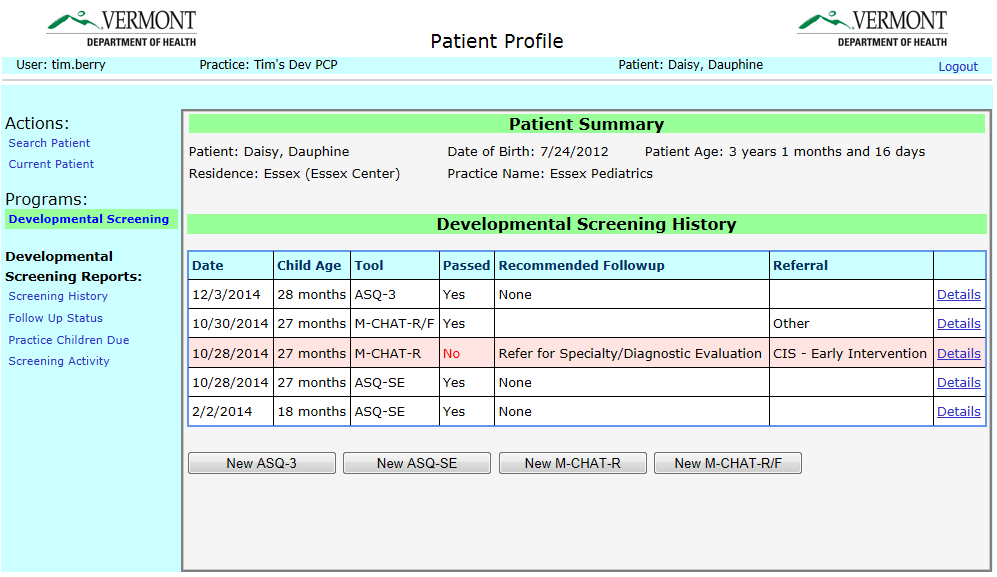 VERMONT VERMONT
DEPARTMENT OF HEALTH DEPARTMENT OF HEALTH
Patient Profile
User: tim.berry Practice: Tim's Dev PCP Patient: Daisy, Dauphine Logout
Actions:
Search Patient
Current Patient
Programs:
Developmental Screening
Developmental
Screening Reports:
Screening History
Follow Up Status
Practice Children Due
Screening Activity
Patient Summary
Patient: Daisy, Dauphine Date of Birth: 7/24/2012 Patient Age: 3 years 1 months and 16 days
Residence: Essex (Essex Center) Practice Name: Essex Pediatrics
Developmental Screening History
Date Child Age Tool Passed Recommended Followup Referral
12/3/2014 28 months ASQ-3 Yes None Details
10/30/2014 27 months M-CHAT-R/F Yes Other Details
10/28/2014 27 months M-CHAT-R No Refer for Specialty/Diagnostic Evaluation CIS - Early Intervention Details
10/28/2014 27 months ASQ-SE Yes None Details
2/2/2014 18 months ASQ-SE Yes None Details
New ASQ-3 New ASQ-SE New M-CHAT-R New M-CHAT-R/F